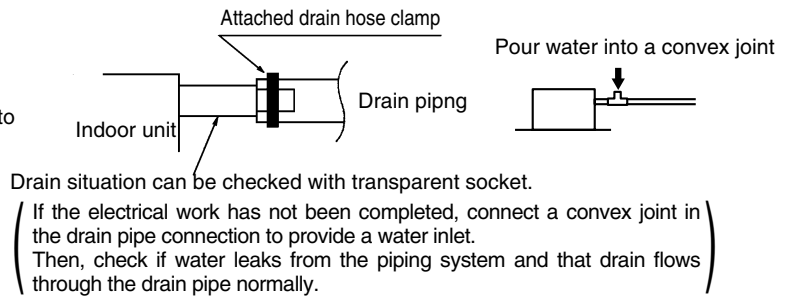 Attached drain hose clamp
Pour water into a convex joint
to
Indoor unit
Drain pipng
Drain situation can be checked with transparent socket.
If the electrical work has not been completed, connect a convex joint in
the drain pipe connection to provide a water inlet.
Then, check if water leaks from the piping system and that drain flows
through the drain pipe normally.